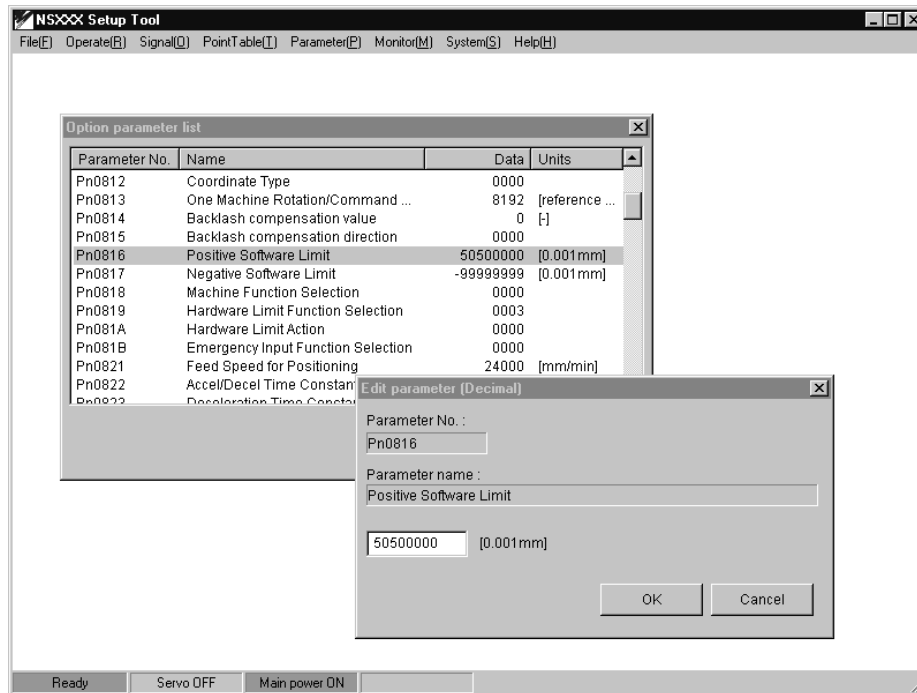 NSXXX Setup Tool
File(F) Operate(R) Signal(O) PointTable(T) Parameter(P) Monitor(M) System(S) Help(H)
Option parameter list
Parameter No. Name Data Units
Pn0812 Coordinate Type 0000
Pn0813 One Machine Rotation/Command ... 8192 [reference ...
Pn0814 Backlash compensation value 0 [-]
Pn0815 Backlash compensation direction 0000
Pn0816 Positive Software Limit 50500000 [0.001mm]
Pn0817 Negative Software Limit -99999999 [0.001mm]
Pn0818 Machine Function Selection 0000
Pn0819 Hardware Limit Function Selection 0003
Pn081A Hardware Limit Action 0000
Pn081B Emergency Input Function Selection 0000
Pn0821 Feed Speed for Positioning 24000 [mm/min]
Pn0822 Accel/Decel Time Constan
Pn0823 Deceleration Time Consta
Edit parameter (Decimal)
Parameter No. :
Pn0816
Parameter name :
Positive Software Limit
50500000 [0.001mm]
OK Cancel
Ready Servo OFF Main power ON